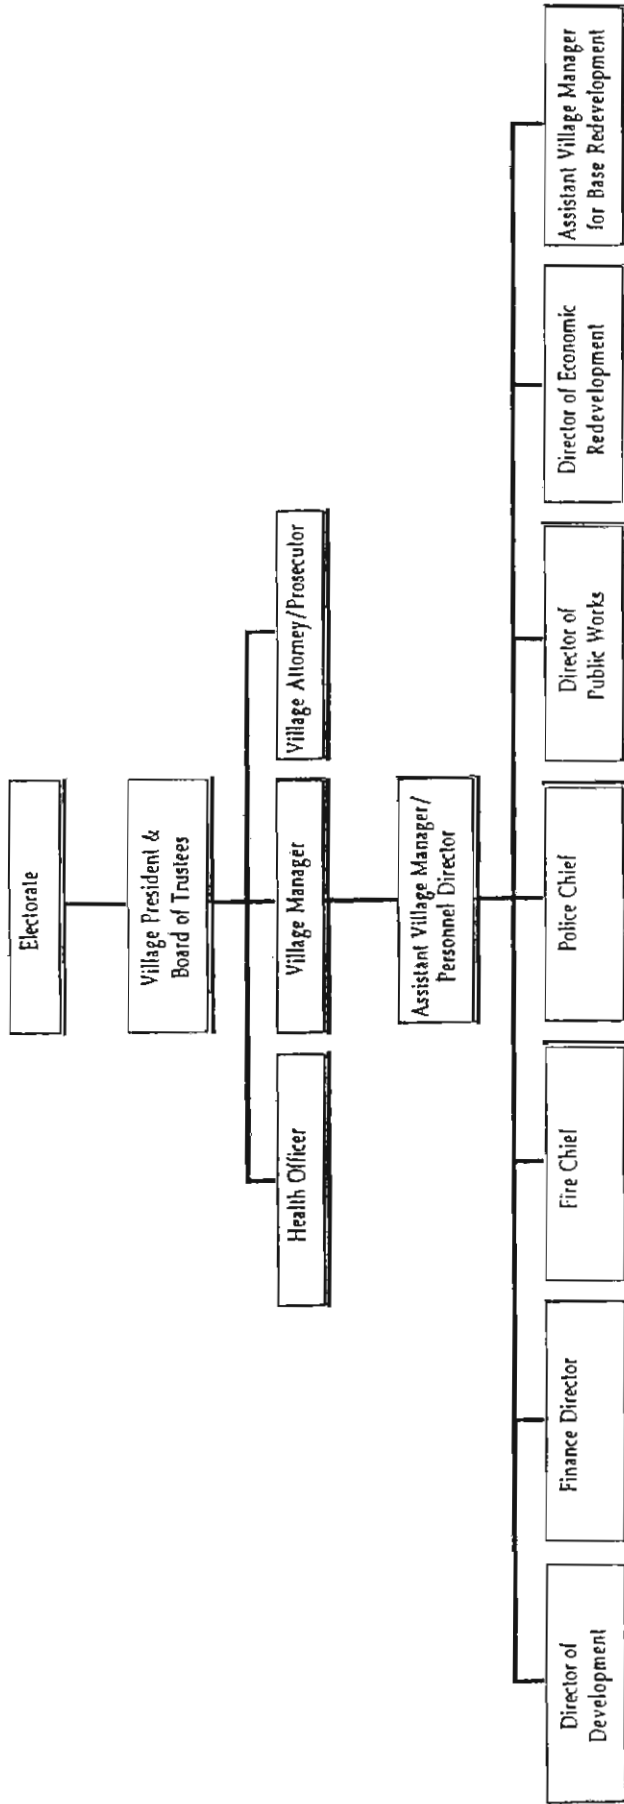 Electorate
Village President &
Board of Trustees
Health Officer
Village Manager
Village Attorney/Prosecutor
Assistant Village Manager/
Personnel Director
Director of
Development
Finance Director
Fire Chief
Police Chief
Director of
Public Works
Director of Economic
Redevelopment
Assistant Village Manager
for Base Redevelopment